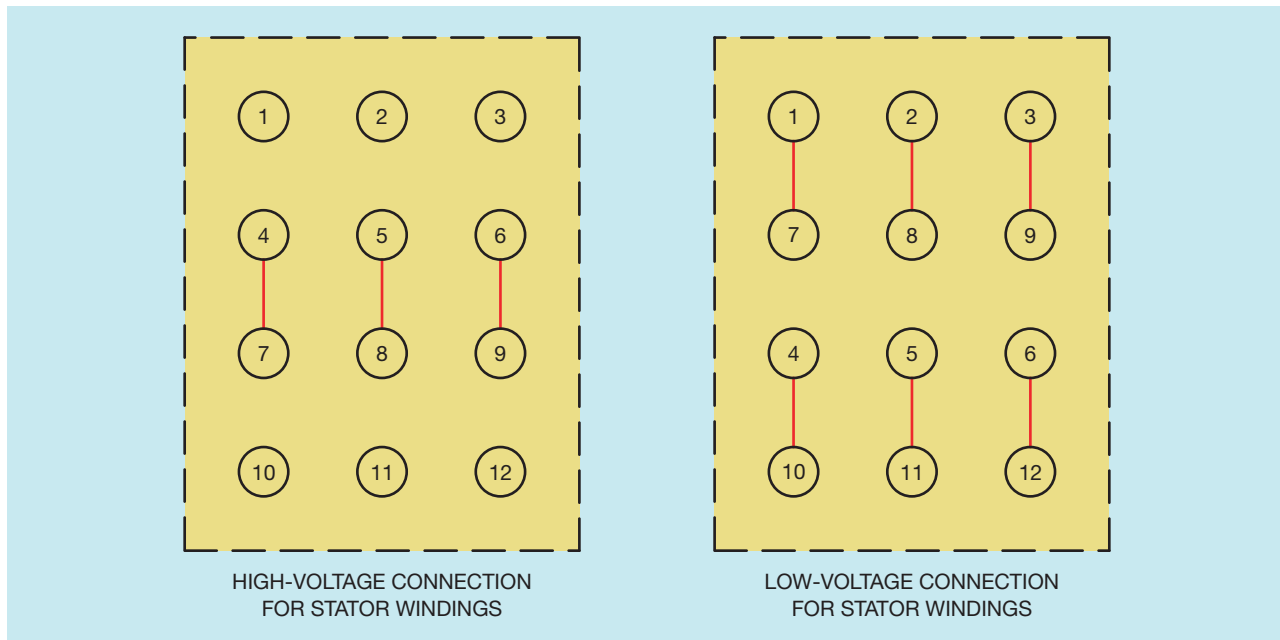 1 2 3
4 5 6
7 8 9
10 11 12
HIGH-VOLTAGE CONNECTION
FOR STATOR WINDINGS
1 2 3
7 8 9
4 5 6
10 11 12
LOW-VOLTAGE CONNECTION
FOR STATOR WINDINGS